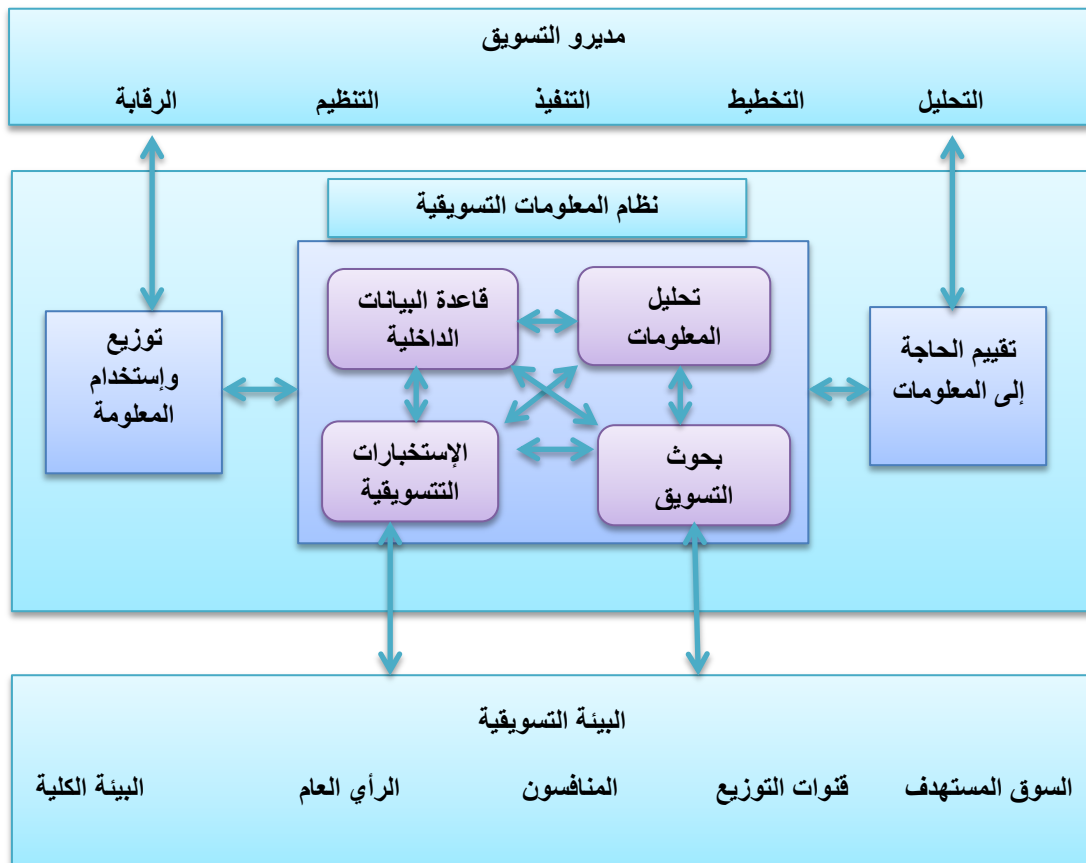 مديرو التسويق
التحليل التخطيط التنفيذ التنظيم الرقابة
نظام المعلومات التسويقية
تقييم الحاجة
إلى المعلومات
تحليل
المعلومات
قاعدة البيانات
الداخلية
بحوث
التسويق
الإستخبارات
التتسويقية
توزيع
وإستخدام
المعلومة
البيئة التسويقية
السوق المستهدف قنوات التوزيع المنافسون الرأي العام البيئة الكلية